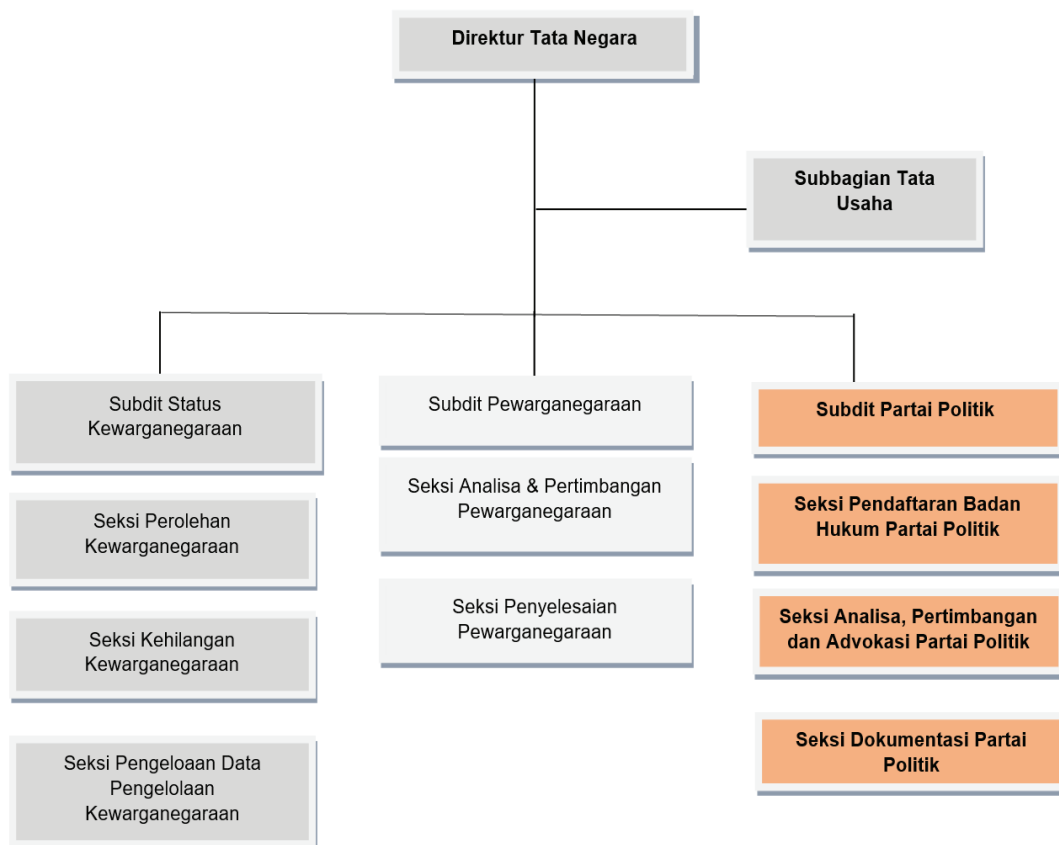 Direktur Tata Negara
Subbagian Tata
Usaha
Subdit Status
Kewarganegaraan
Seksi Perolehan
Kewarganegaraan
Seksi Kehilangan
Kewarganegaraan
Seksi Pengeloaan Data
Pengelolaan
Kewarganegaraan
Subdit Pewarganegaraan
Seksi Analisa & Pertimbangan
Pewarganegaraan
Seksi Penyelesaian
Pewarganegaraan
Subdit Partai Politik
Seksi Pendaftaran Badan
Hukum Partai Politik
Seksi Analisa, Pertimbangan
dan Advokasi Partai Politik
Seksi Dokumentasi Partai
Politik